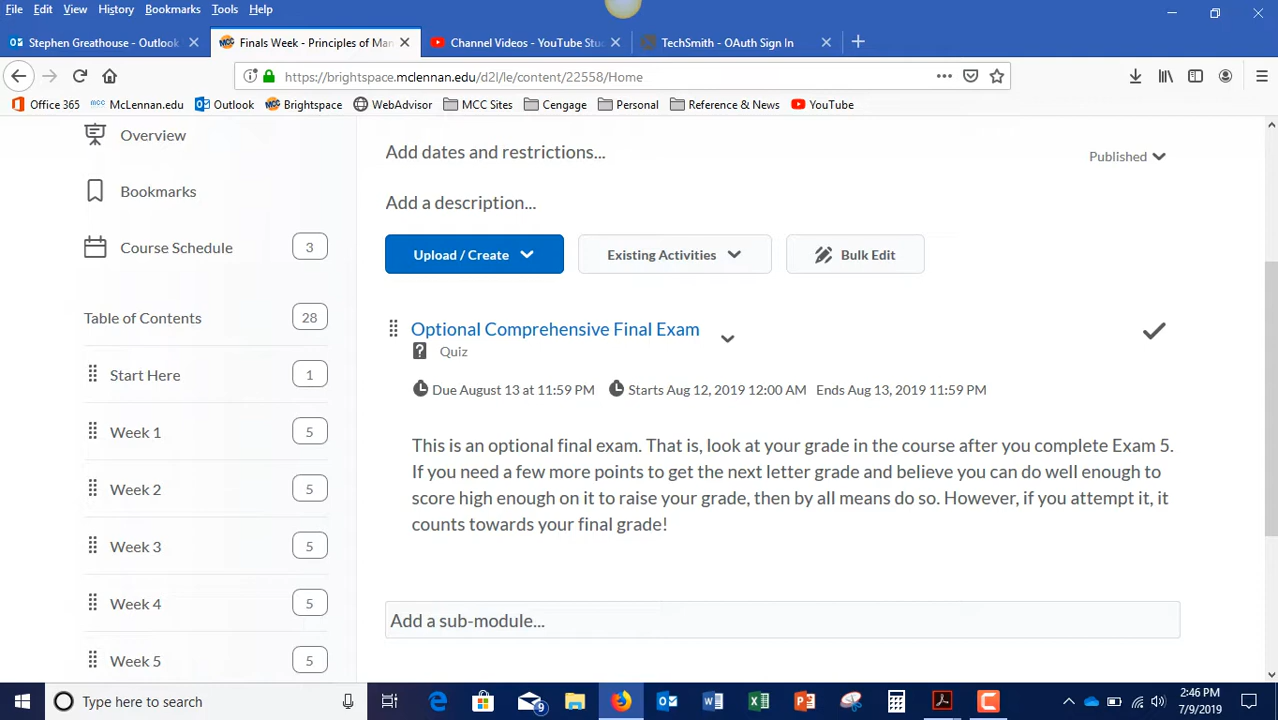 File Edit View History Bookmarks Tools Help
Stephen Greathouse - Outlook
Finals Week - Principles of Man
Channel Videos - YouTube Stu
TechSmith - OAuth Sign In
https://brightspace.mclennan.edu/d2l/le/content/22558/Home
Office 365 mcc McLennan.edu Outlook Brightspace WebAdvisor MCC Sites Cengage Personal Reference & News YouTube
Overview
Bookmarks
Course Schedule 3
Table of Contents 28
Start Here 1
Week 1 5
Week 2 5
Week 3 5
Week 4 5
Week 5 5
Add dates and restrictions...
Published
Add a description...
Upload / Create Existing Activities Bulk Edit
Optional Comprehensive Final Exam
? Quiz
Due August 13 at 11:59 PM Starts Aug 12, 2019 12:00 AM Ends Aug 13, 2019 11:59 PM
This is an optional final exam. That is, look at your grade in the course after you complete Exam 5.
If you need a few more points to get the next letter grade and believe you can do well enough to
score high enough on it to raise your grade, then by all means do so. However, if you attempt it, it
counts towards your final grade!
Add a sub-module...
Type here to search
9
2:46 PM
7/9/2019